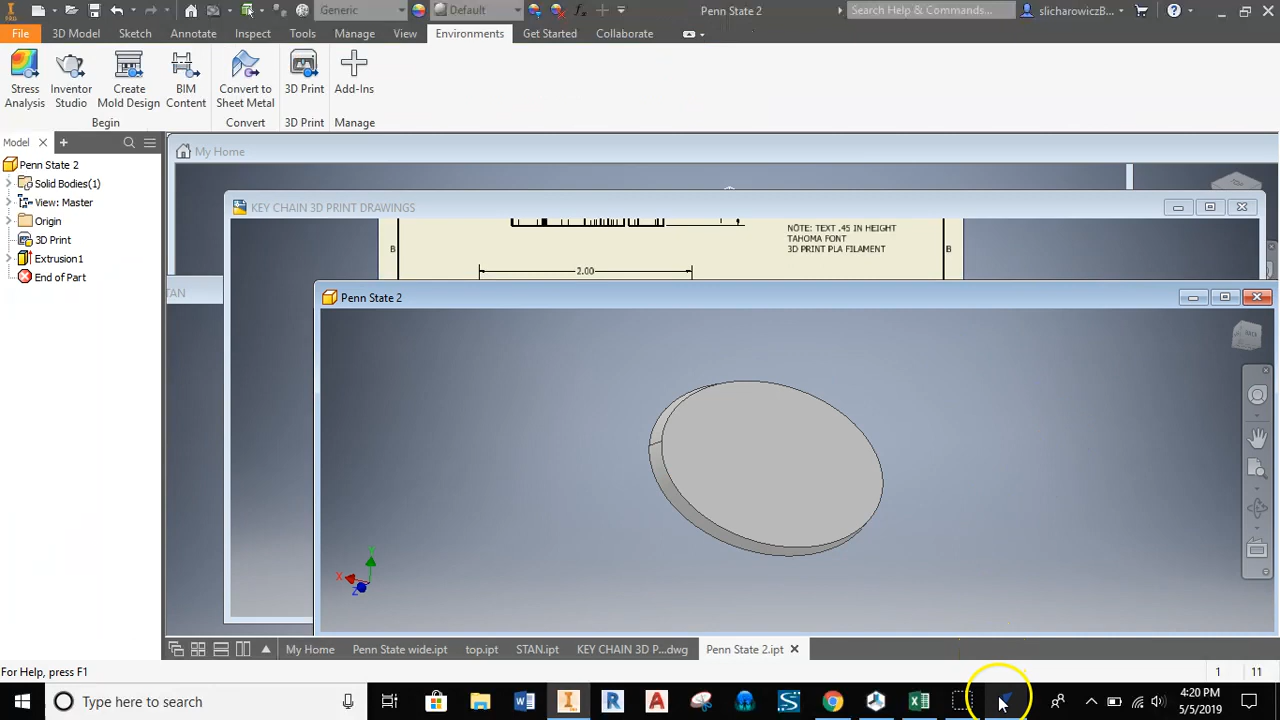 Generic
Default
Penn State 2
Search Help & Commands...
slicharowiczB...
File
3D Model
Sketch
Annotate
Inspect
Tools
Manage
View
Environments
Get Started
Collaborate
Stress Analysis
Inventor Studio
Create Mold Design
BIM Content
Convert to Sheet Metal
3D Print
Add-Ins
Begin
Convert
3D Print
Manage
Model
My Home
TOP
Penn State 2
Solid Bodies(1)
View: Master
Origin
3D Print
Extrusion1
End of Part
KEY CHAIN 3D PRINT DRAWINGS
NOTE: TEXT .45 IN HEIGHT
TAHOMA FONT
3D PRINT PLA FILAMENT
B
B
2.00
TAN
Penn State 2
BACK
X
Y
Z
My Home
Penn State wide.ipt
top.ipt
STAN.ipt
KEY CHAIN 3D P...dwg
Penn State 2.ipt
For Help, press F1
1
11
Type here to search
4:20 PM
5/5/2019